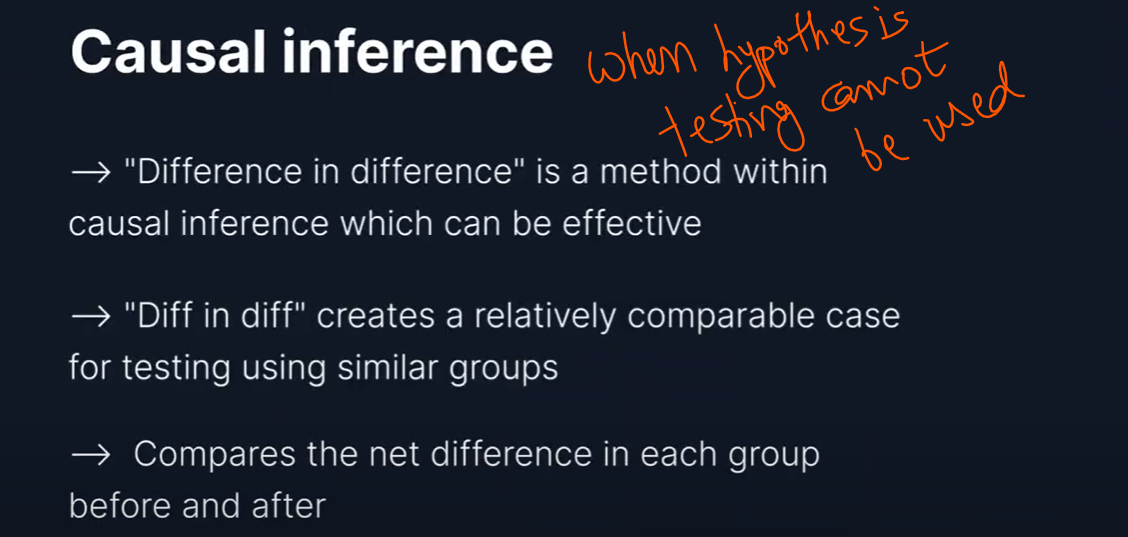 Causal inference
when hypothesis
testing cannot
be used
→ "Difference in difference" is a method within
causal inference which can be effective
→ "Diff in diff" creates a relatively comparable case
for testing using similar groups
→ Compares the net difference in each group
before and after